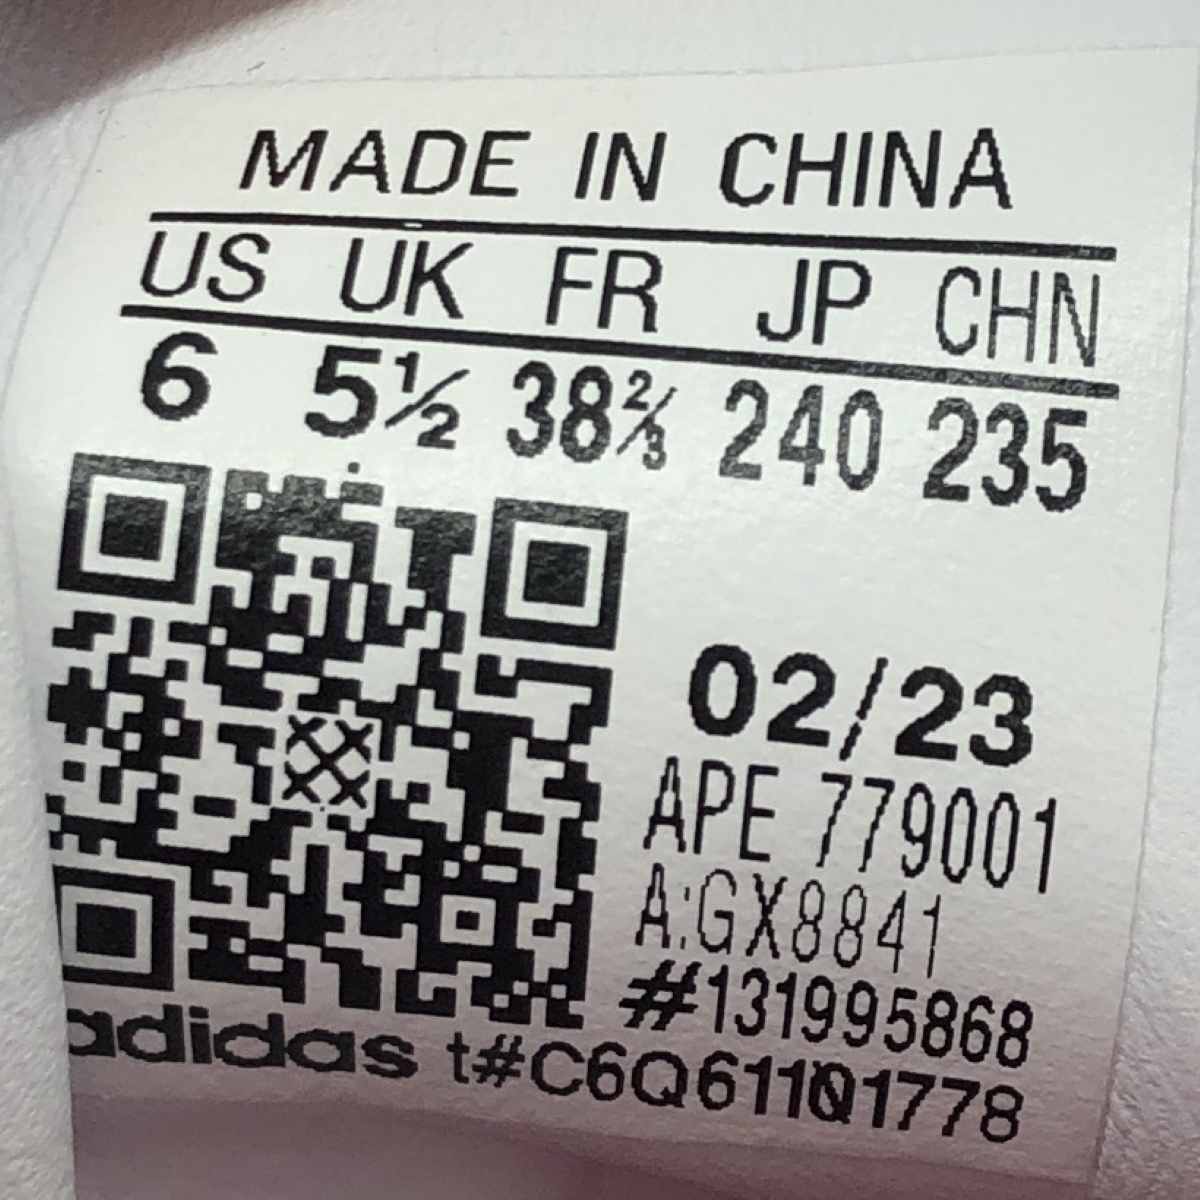 MADE IN CHINA
US UK FR JP CHN
6 5½ 38⅔ 240 235
02/23
APE 779001
A:GX8841
#131995868
adidas t#C6Q611Q1778